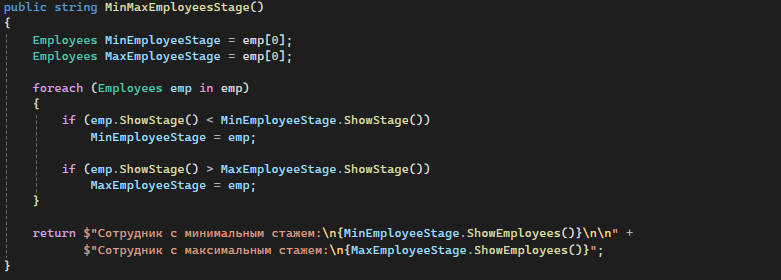 public string MinMaxEmployeesStage()
{
    Employees MinEmployeeStage = emp[0];
    Employees MaxEmployeeStage = emp[0];

    foreach (Employees emp in emp)
    {
        if (emp.ShowStage() < MinEmployeeStage.ShowStage())
            MinEmployeeStage = emp;

        if (emp.ShowStage() > MaxEmployeeStage.ShowStage())
            MaxEmployeeStage = emp;
    }

    return $"Сотрудник с минимальным стажем:\n{MinEmployeeStage.ShowEmployees()}\n\n" +
           $"Сотрудник с максимальным стажем:\n{MaxEmployeeStage.ShowEmployees()}";
}